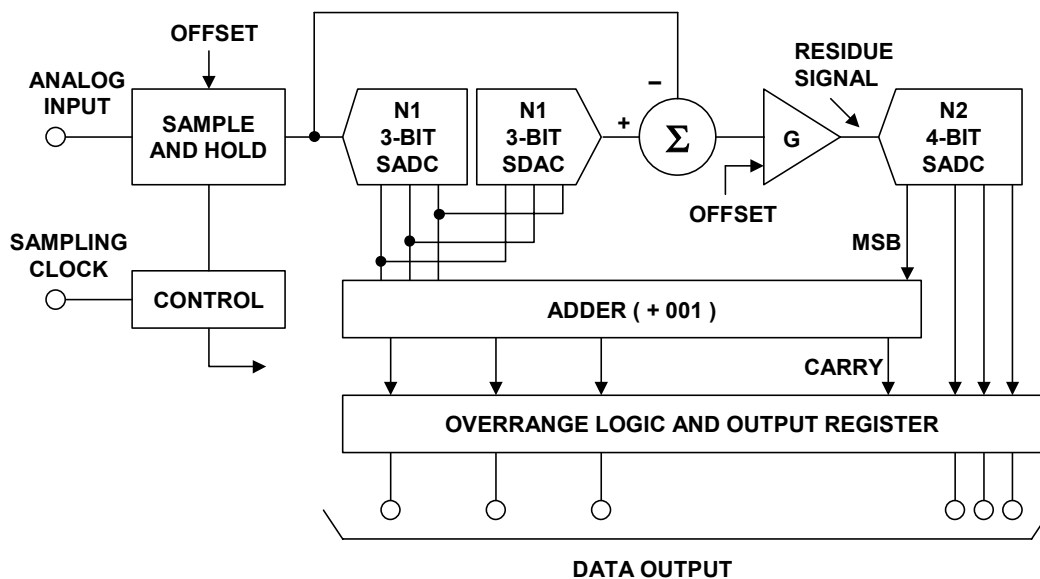 OFFSET
ANALOG
INPUT
SAMPLE
AND HOLD
N1
3-BIT
SADC
N1
3-BIT
SDAC
+
–
Σ
G
OFFSET
RESIDUE
SIGNAL
N2
4-BIT
SADC
SAMPLING
CLOCK
CONTROL
MSB
ADDER ( + 001 )
CARRY
OVERRANGE LOGIC AND OUTPUT REGISTER
DATA OUTPUT